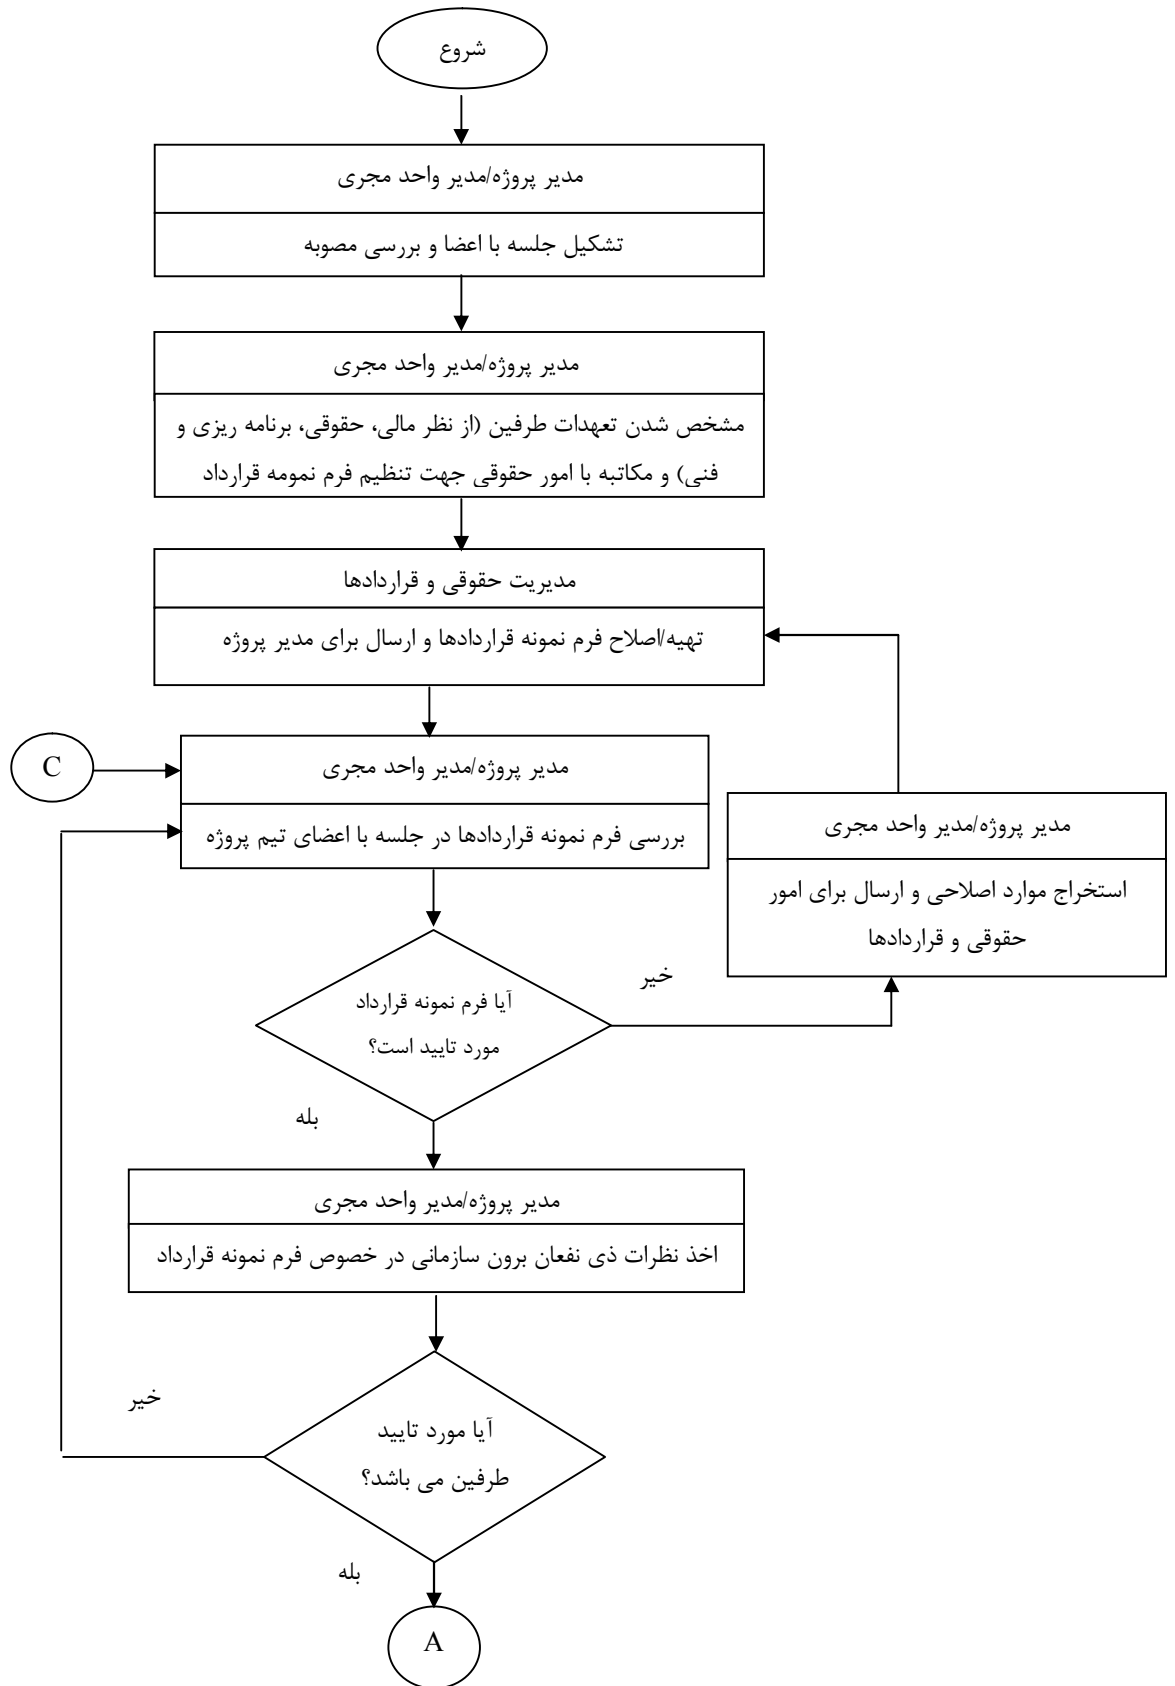 شروع
مدیر پروژه/مدیر واحد مجری
تشکیل جلسه با اعضا و بررسی مصوبه
مدیر پروژه/مدیر واحد مجری
مشخص شدن تعهدات طرفین (از نظر مالی، حقوقی، برنامه ریزی و
فنی) و مکاتبه با امور حقوقی جهت تنظیم فرم نمومه قرارداد
مدیریت حقوقی و قراردادها
تهیه/اصلاح فرم نمونه قراردادها و ارسال برای مدیر پروژه
C
مدیر پروژه/مدیر واحد مجری
بررسی فرم نمونه قراردادها در جلسه با اعضای تیم پروژه
مدیر پروژه/مدیر واحد مجری
استخراج موارد اصلاحی و ارسال برای امور
حقوقی و قراردادها
خیر
آیا فرم نمونه قرارداد
مورد تایید است؟
بله
مدیر پروژه/مدیر واحد مجری
اخذ نظرات ذی نفعان برون سازمانی در خصوص فرم نمونه قرارداد
خیر
آیا مورد تایید
طرفین می باشد؟
بله
A